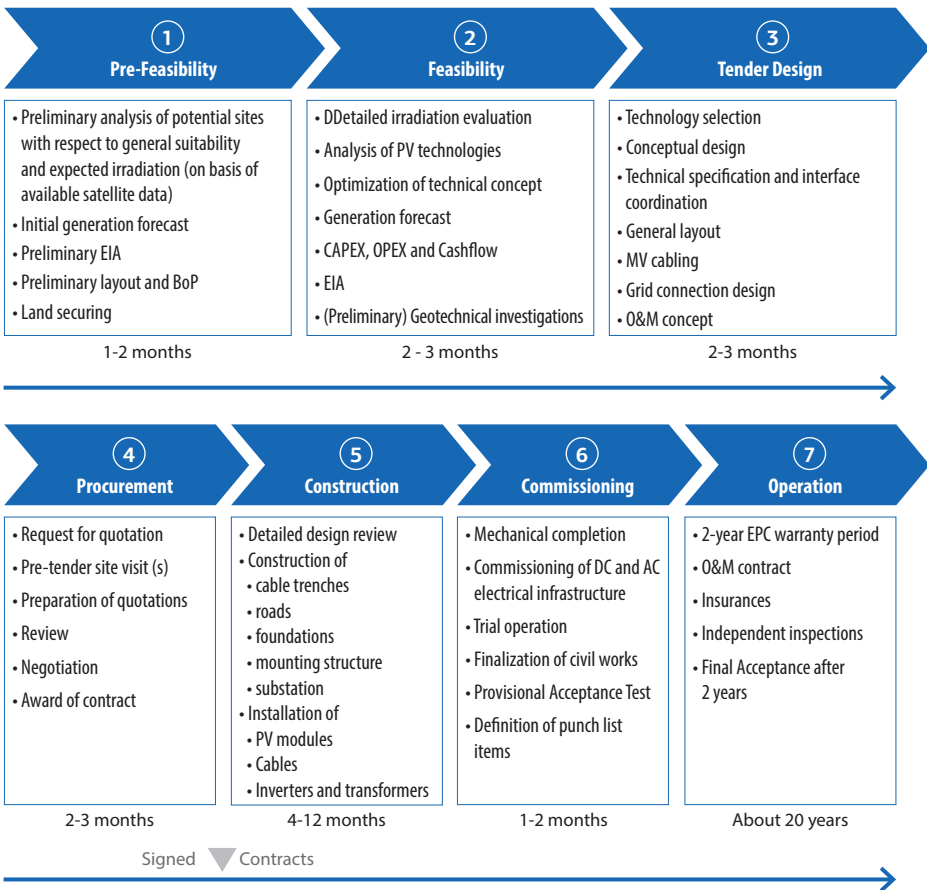 1
Pre-Feasibility
• Preliminary analysis of potential sites
with respect to general suitability
and expected irradiation (on basis of
available satellite data)
• Initial generation forecast
• Preliminary EIA
• Preliminary layout and BoP
• Land securing
1-2 months
2
Feasibility
• DDetailed irradiation evaluation
• Analysis of PV technologies
• Optimization of technical concept
• Generation forecast
• CAPEX, OPEX and Cashflow
• EIA
• (Preliminary) Geotechnical investigations
2 - 3 months
3
Tender Design
• Technology selection
• Conceptual design
• Technical specification and interface
coordination
• General layout
• MV cabling
• Grid connection design
• O&M concept
2-3 months
4
Procurement
• Request for quotation
• Pre-tender site visit (s)
• Preparation of quotations
• Review
• Negotiation
• Award of contract
2-3 months
5
Construction
• Detailed design review
• Construction of
• cable trenches
• roads
• foundations
• mounting structure
• substation
• Installation of
• PV modules
• Cables
• Inverters and transformers
4-12 months
6
Commissioning
• Mechanical completion
• Commissioning of DC and AC
electrical infrastructure
• Trial operation
• Finalization of civil works
• Provisional Acceptance Test
• Definition of punch list
items
1-2 months
7
Operation
• 2-year EPC warranty period
• O&M contract
• Insurances
• Independent inspections
• Final Acceptance after
2 years
About 20 years
Signed Contracts